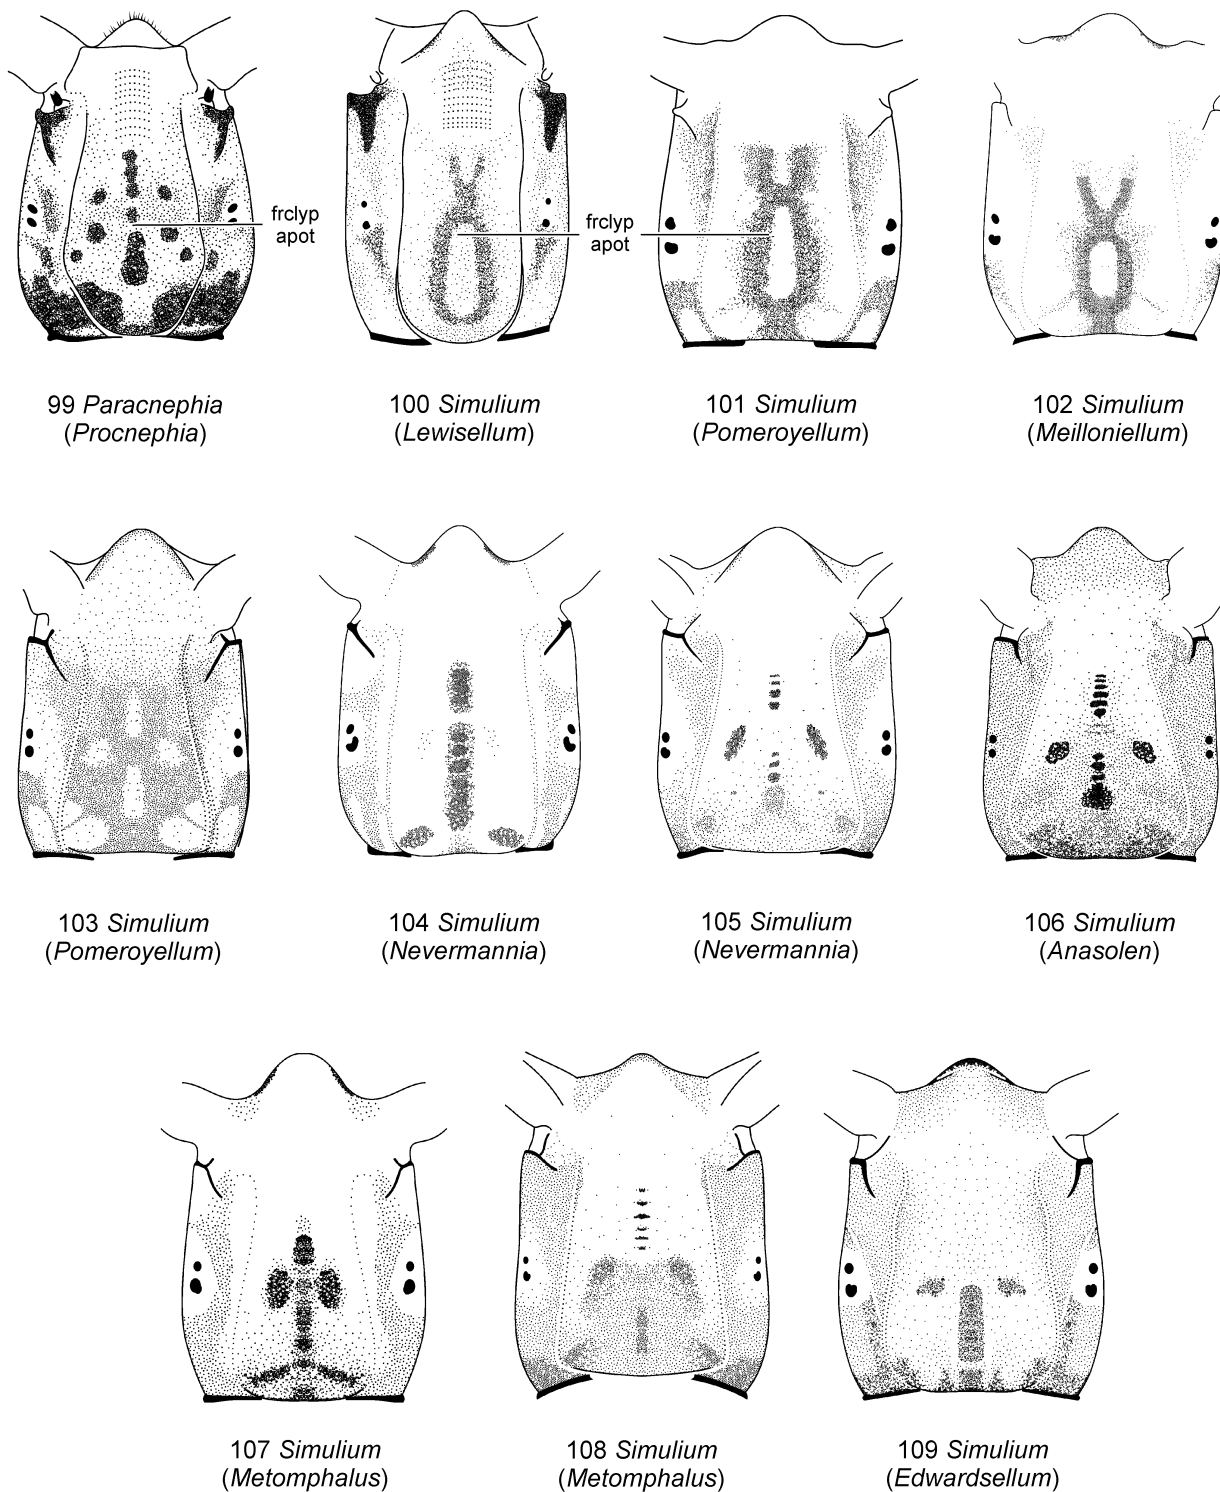 frclyp
apot
frclyp
apot
99 Paracnephia
(Procnephia)
100 Simulium
(Lewisellum)
101 Simulium
(Pomeroyellum)
102 Simulium
(Meilloniellum)
103 Simulium
(Pomeroyellum)
104 Simulium
(Nevermannia)
105 Simulium
(Nevermannia)
106 Simulium
(Anasolen)
107 Simulium
(Metomphalus)
108 Simulium
(Metomphalus)
109 Simulium
(Edwardsellum)